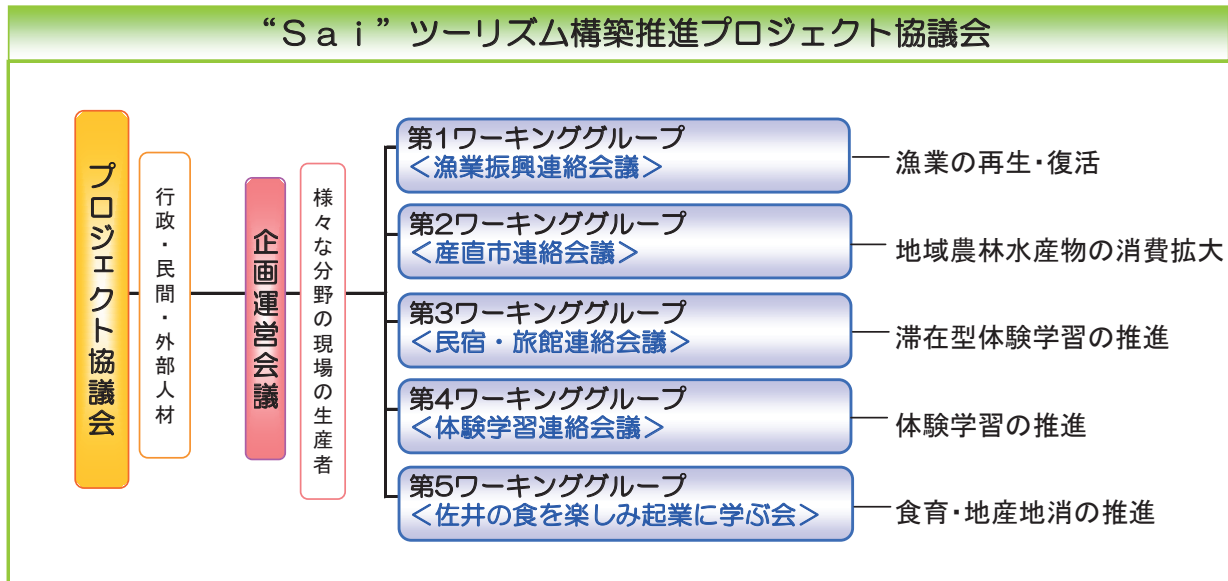 “Ｓａｉ”ツーリズム構築推進プロジェクト協議会
プロジェクト協議会
行政・民間・外部人材
企画運営会議
様々な分野の現場の生産者
第1ワーキンググループ
＜漁業振興連絡会議＞
漁業の再生・復活
第2ワーキンググループ
＜産直市連絡会議＞
地域農林水産物の消費拡大
第3ワーキンググループ
＜民宿・旅館連絡会議＞
滞在型体験学習の推進
第4ワーキンググループ
＜体験学習連絡会議＞
体験学習の推進
第5ワーキンググループ
＜佐井の食を楽しみ起業に学ぶ会＞
食育・地産地消の推進